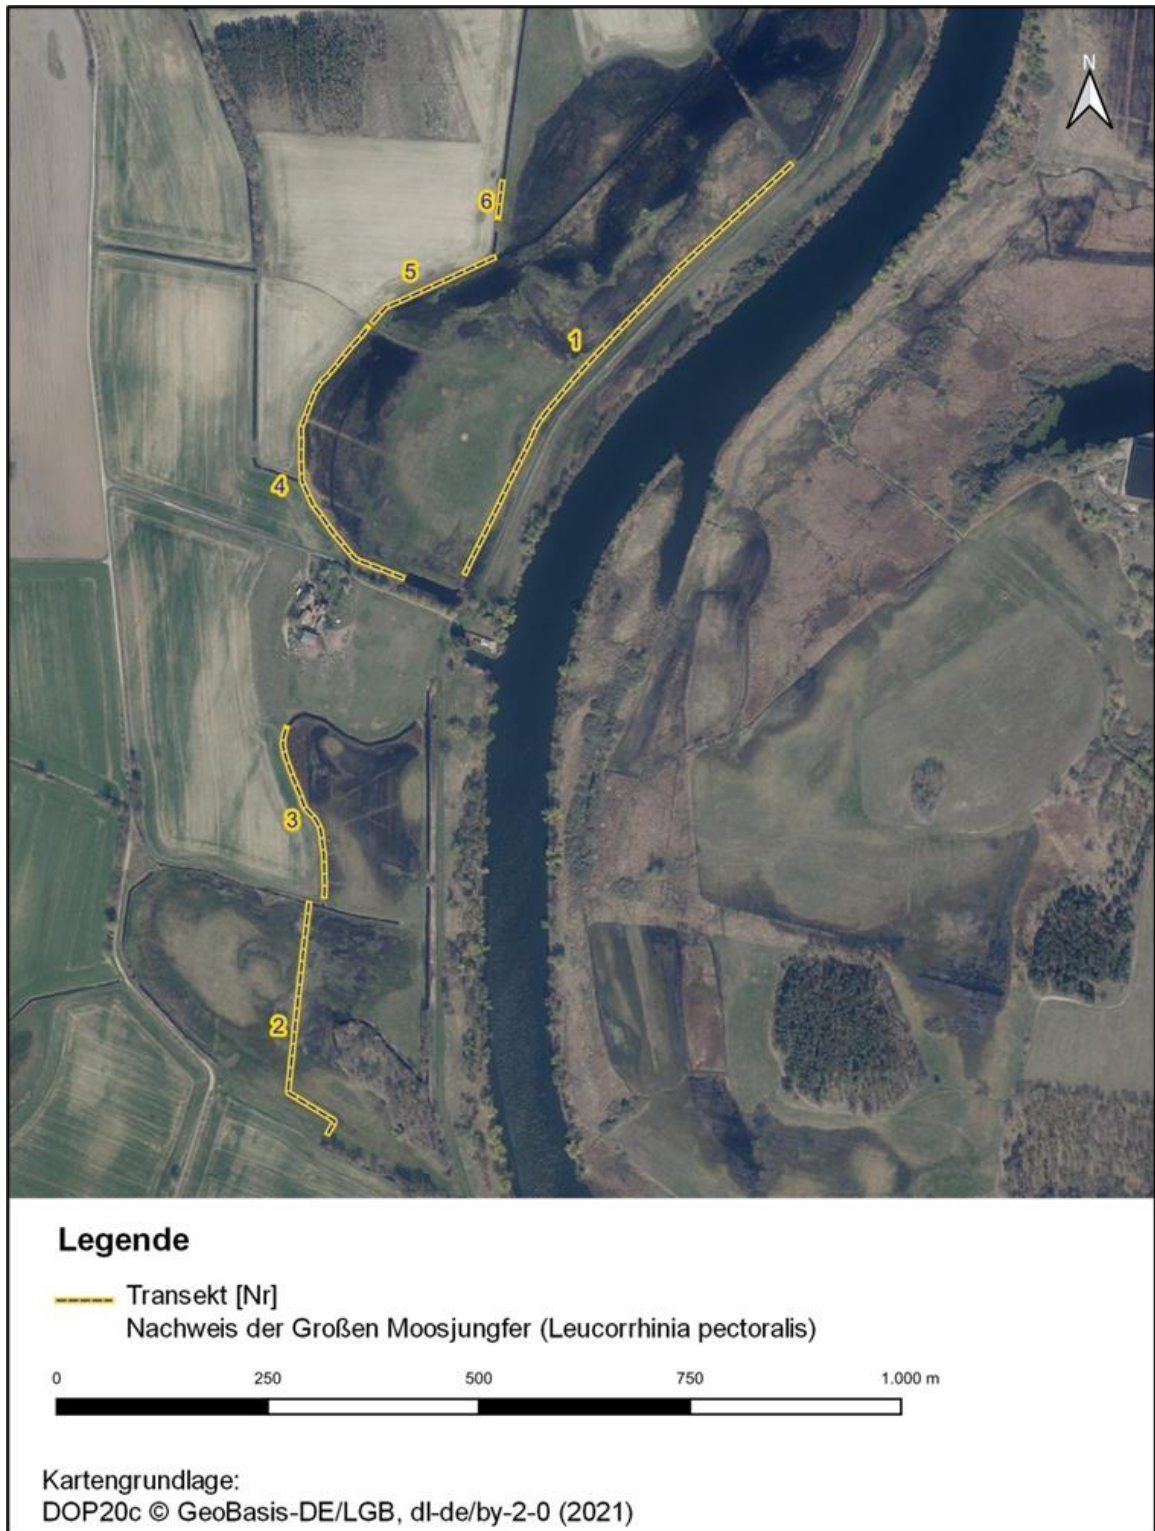 N
6
5
1
4
3
2
Legende
Transekt [Nr]
Nachweis der Großen Moosjungfer (Leucorrhinia pectoralis)
0 250 500 750 1.000 m
Kartengrundlage:
DOP20c © GeoBasis-DE/LGB, dl-de/by-2-0 (2021)